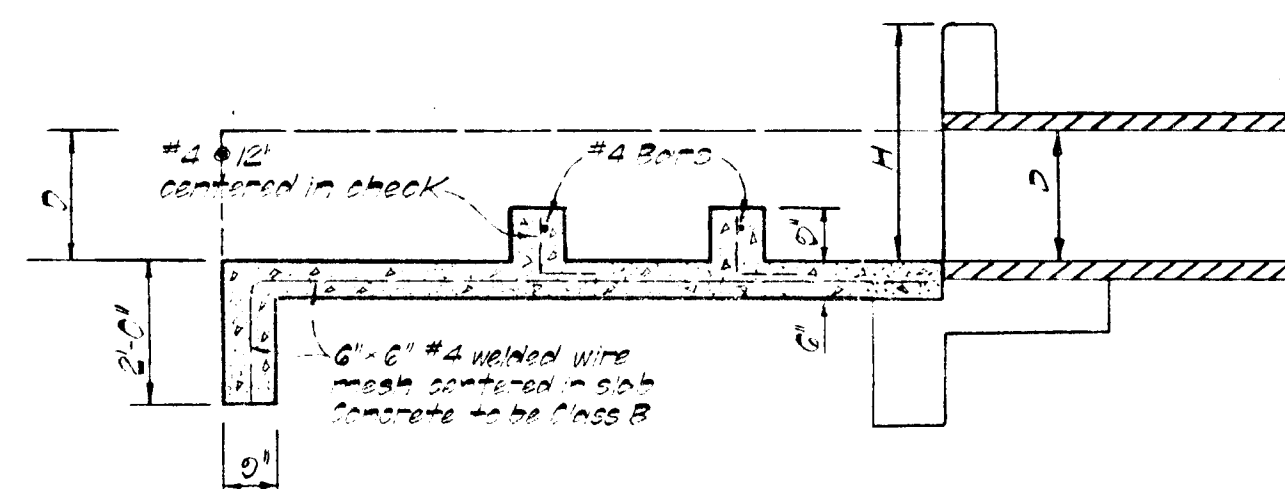 H
#4 @ 12"
centered in check
#4 Bars
D
D
9"
2'-0"
6"
6"×6" #4 welded wire
mesh centered in slab
Concrete to be Class B
9"